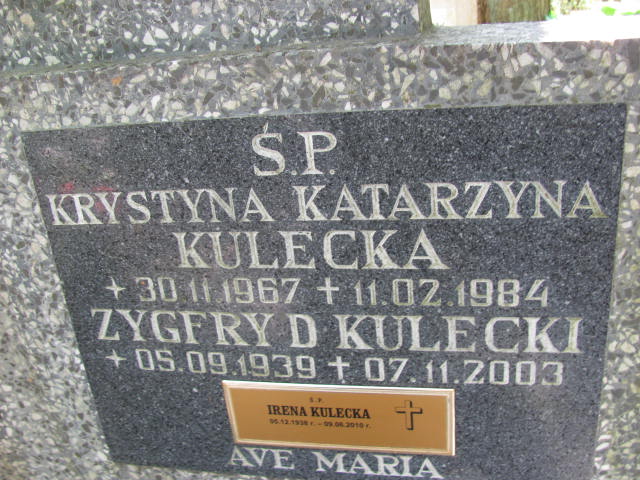 Ś.P.
KRYSTYNA KATARZYNA
KULECKA
+ 30.11.1967 + 11.02.1984
ZYGFRYD KULECKI
+ 05.09.1939 + 07.11.2003
Ś. P.
IRENA KULECKA
05.12.1938 r. – 09.06.2010 r.
AVE MARIA